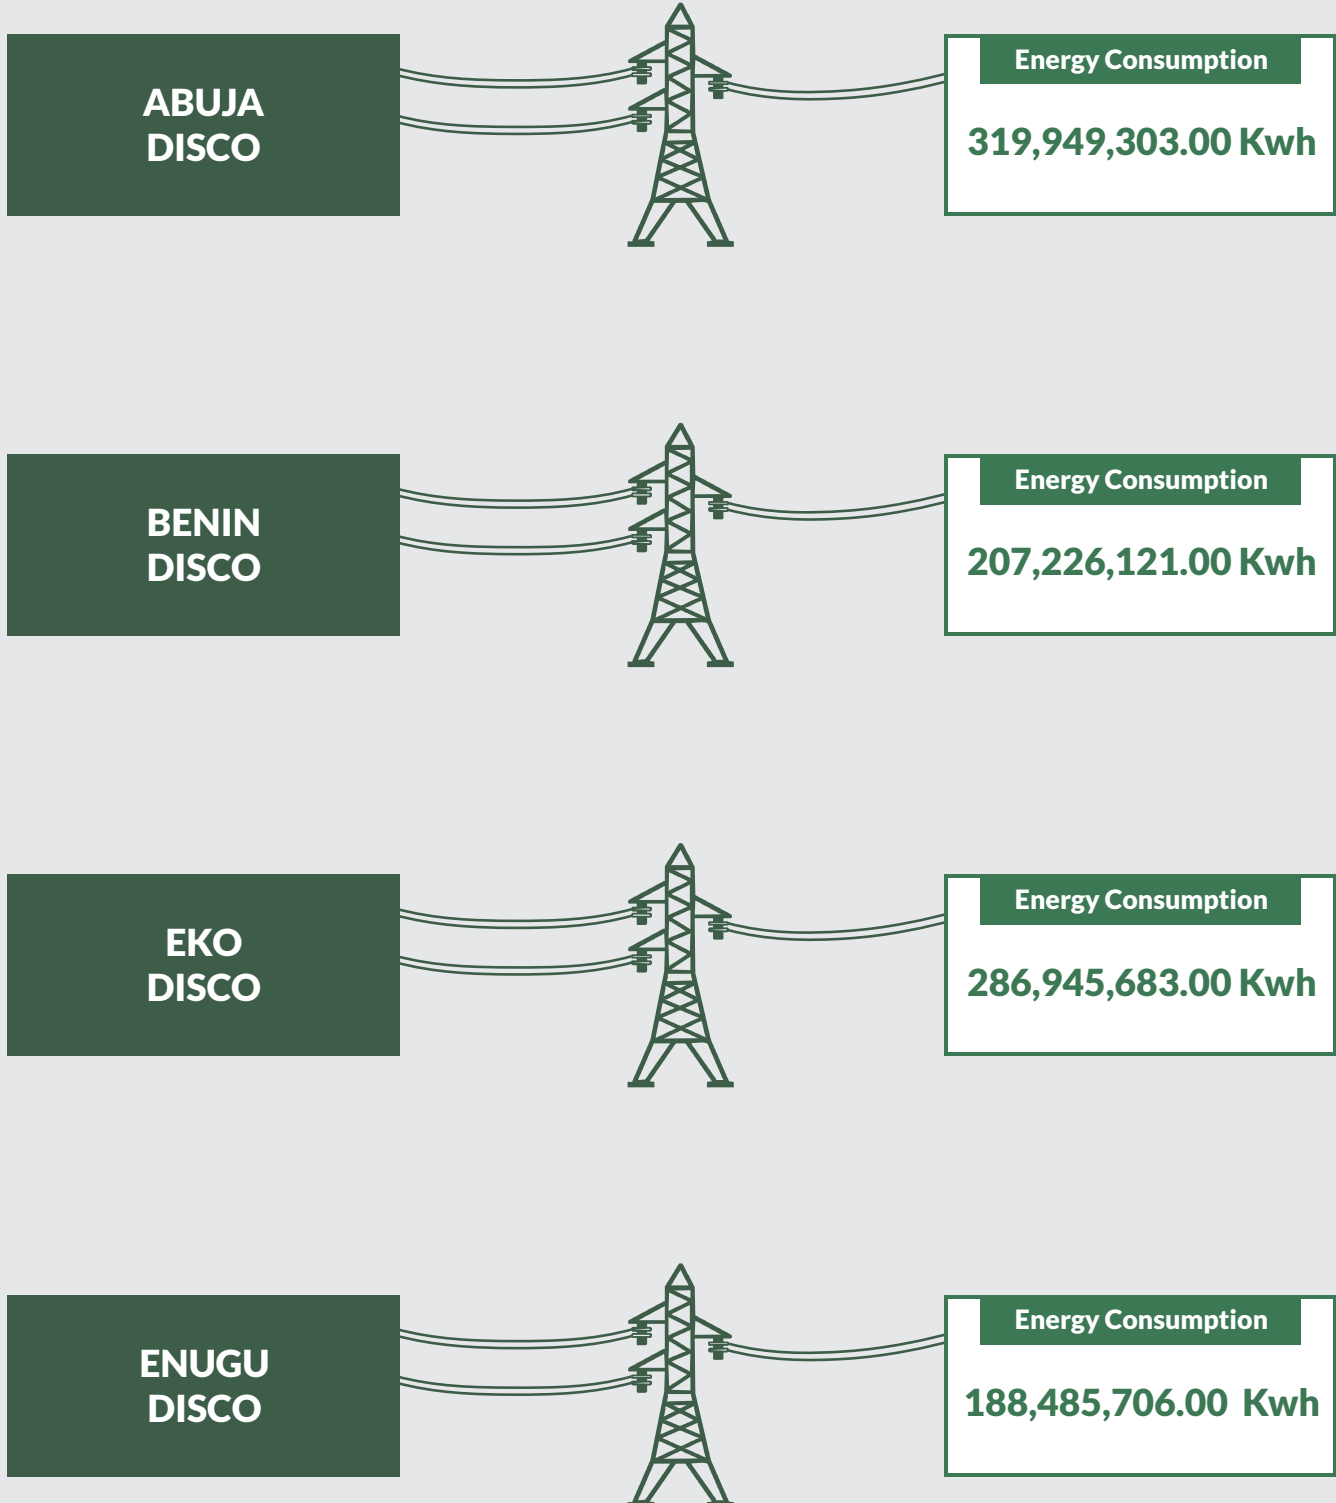 ABUJA
DISCO
Energy Consumption
319,949,303.00 Kwh
BENIN
DISCO
Energy Consumption
207,226,121.00 Kwh
EKO
DISCO
Energy Consumption
286,945,683.00 Kwh
ENUGU
DISCO
Energy Consumption
188,485,706.00 Kwh